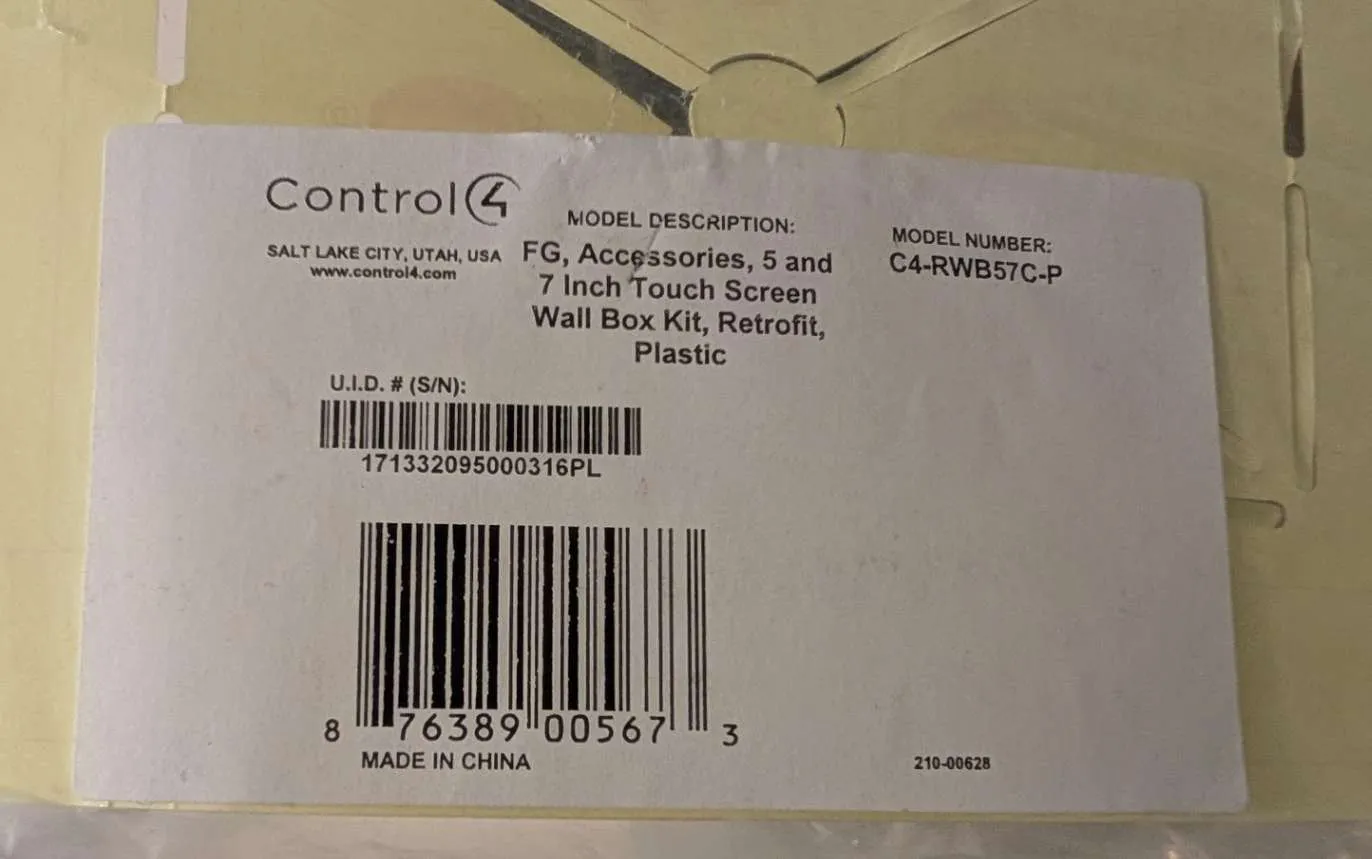 Control4
SALT LAKE CITY, UTAH, USA
www.control4.com
MODEL DESCRIPTION:
FG, Accessories, 5 and
7 Inch Touch Screen
Wall Box Kit, Retrofit,
Plastic
MODEL NUMBER:
C4-RWB57C-P
U.I.D. # (S/N):
171332095000316PL
8 76389 00567 3
MADE IN CHINA
210-00628